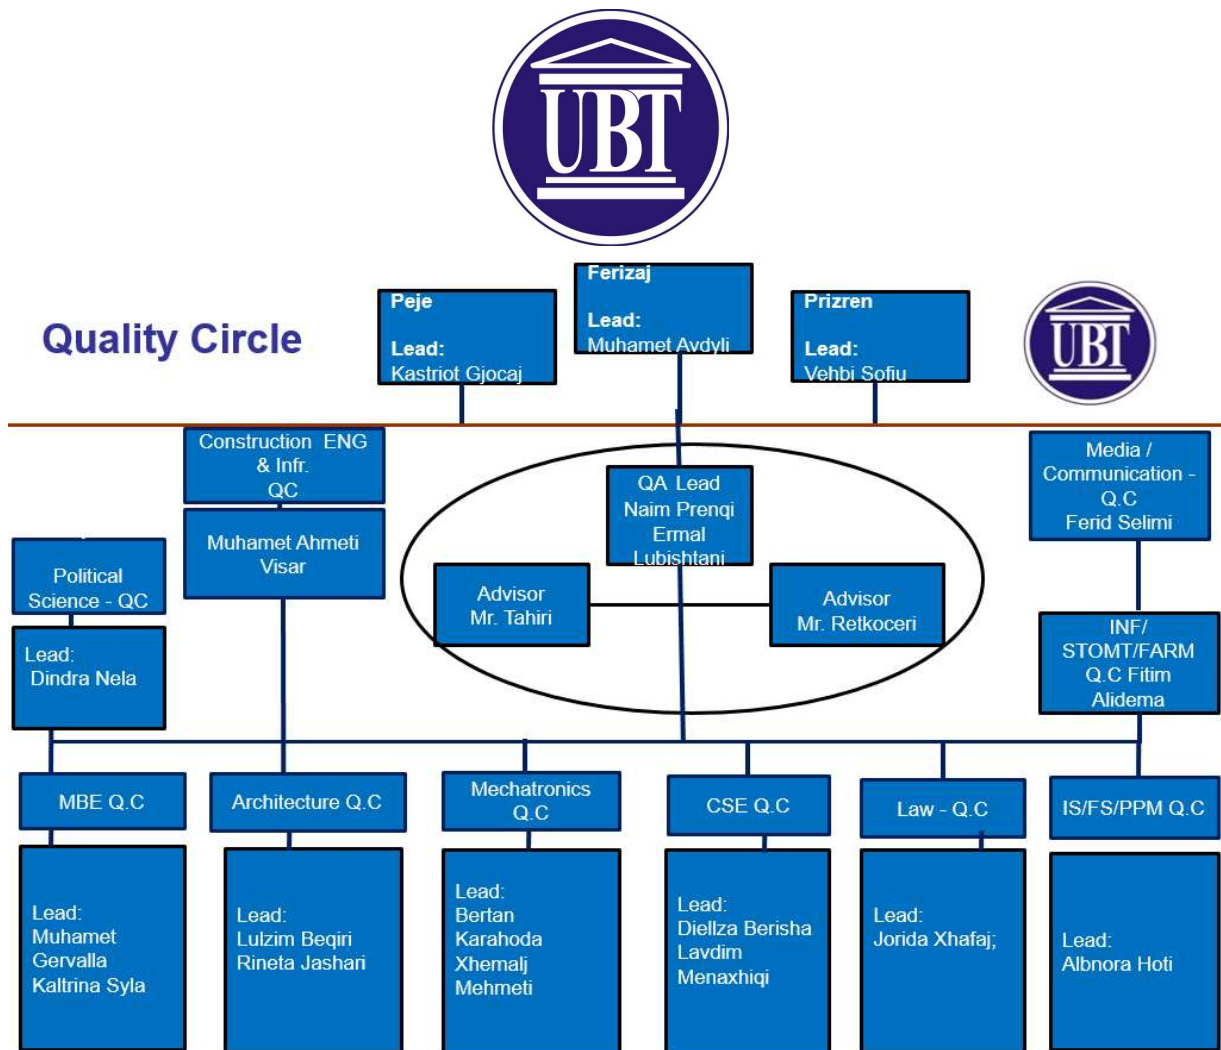 UBT
Ferizaj
Lead:
Muhamet Avdyli
Peje
Lead:
Kastriot Gjocaj
Prizren
Lead:
Vehbi Sofiu
Quality Circle
UBT
Construction ENG
& Infr.
QC
Muhamet Ahmeti
Visar
Political
Science - QC
Lead:
Dindra Nela
QA Lead
Naim Prenqi
Ermal
Lubishtani
Advisor
Mr. Tahiri
Advisor
Mr. Retkoceri
Media /
Communication -
Q.C
Ferid Selimi
INF/
STOMT/FARM
Q.C Fitim
Alidema
MBE Q.C
Architecture Q.C
Mechatronics
Q.C
CSE Q.C
Law - Q.C
IS/FS/PPM Q.C
Lead:
Muhamet
Gervalla
Kaltrina Syla
Lead:
Lulzim Beqiri
Rineta Jashari
Lead:
Bertan
Karahoda
Xhemalj
Mehmeti
Lead:
Diellza Berisha
Lavdim
Menaxhiqi
Lead:
Jorida Xhafaj;
Lead:
Albnora Hoti